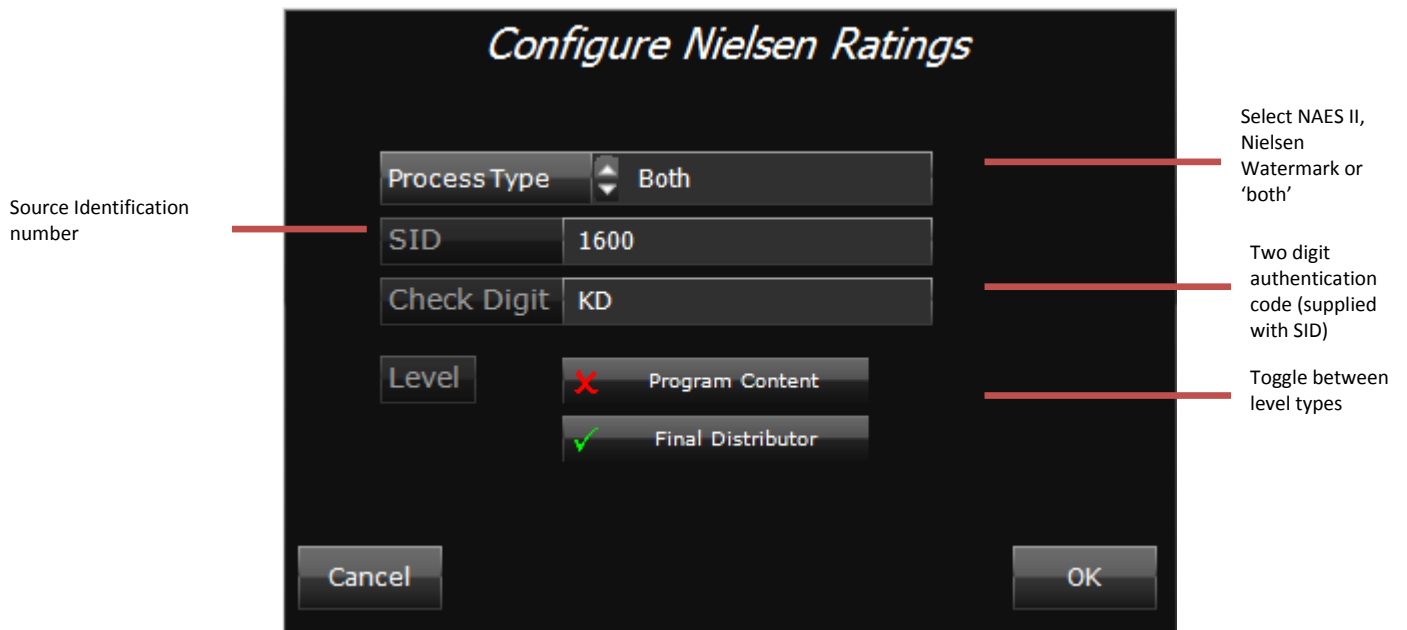 Configure Nielsen Ratings
Select NAES II,
Nielsen
Watermark or
‘both’
Process Type
Both
Source Identification
number
SID
1600
Two digit
authentication
code (supplied
with SID)
Check Digit
KD
Level
Program Content
Toggle between
level types
Final Distributor
Cancel
OK